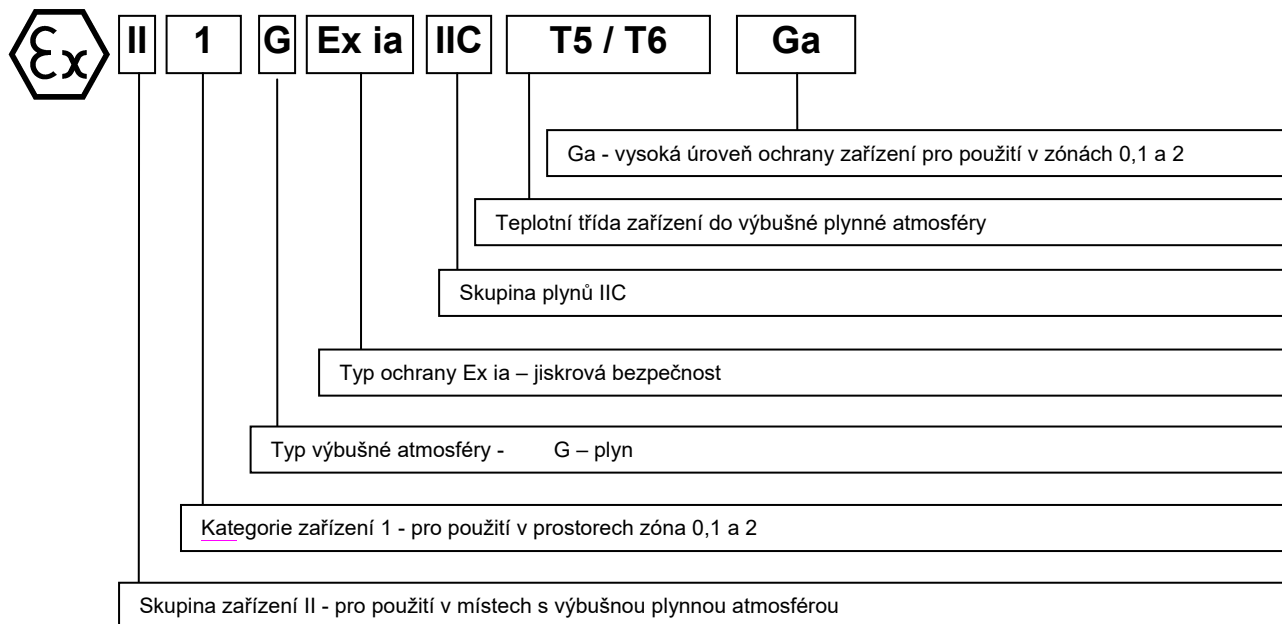 Ex II 1 G Ex ia IIC T5 / T6 Ga
Ga - vysoká úroveň ochrany zařízení pro použití v zónách 0,1 a 2
Teplotní třída zařízení do výbušné plynné atmosféry
Skupina plynů IIC
Typ ochrany Ex ia – jiskrová bezpečnost
Typ výbušné atmosféry - G – plyn
Kategorie zařízení 1 - pro použití v prostorech zóna 0,1 a 2
Skupina zařízení II - pro použití v místech s výbušnou plynnou atmosférou